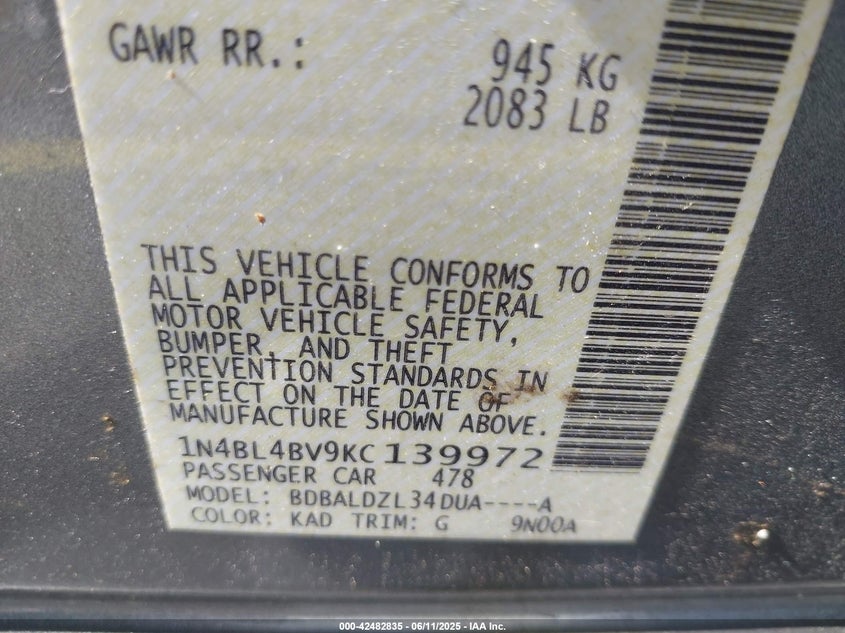 GAWR RR.: 945 KG
2083 LB
THIS VEHICLE CONFORMS TO
ALL APPLICABLE FEDERAL
MOTOR VEHICLE SAFETY,
BUMPER, AND THEFT
PREVENTION STANDARDS IN
EFFECT ON THE DATE OF
MANUFACTURE SHOWN ABOVE.
1N4BL4BV9KC139972
PASSENGER CAR 478
MODEL: BDBALDZL34DUA----A
COLOR: KAD TRIM: G 9N00A
000-42482835 - 06/11/2025 - IAA Inc.